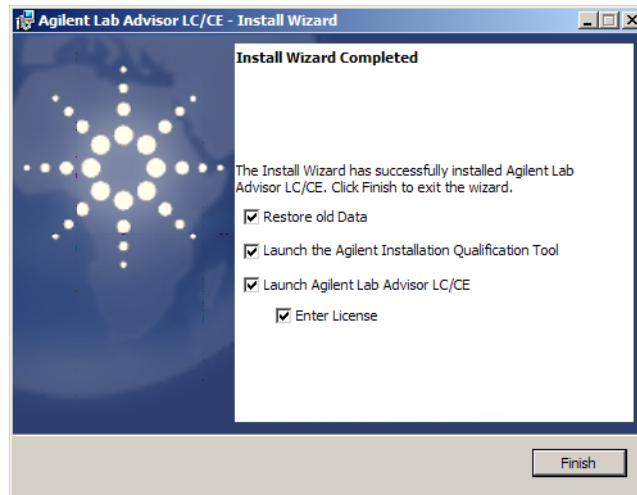 Agilent Lab Advisor LC/CE - Install Wizard
Install Wizard Completed
The Install Wizard has successfully installed Agilent Lab
Advisor LC/CE. Click Finish to exit the wizard.
Restore old Data
Launch the Agilent Installation Qualification Tool
Launch Agilent Lab Advisor LC/CE
Enter License
Finish